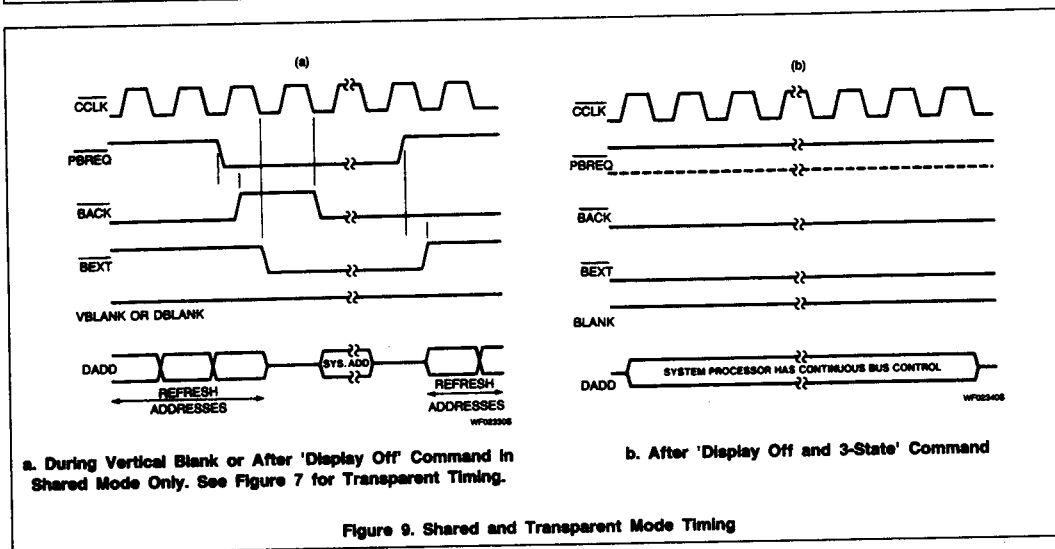 (a)
CCLK
PBREQ
BACK
BEXT
VBLANK OR DBLANK
DADD
SYS. ADD
REFRESH
ADDRESSES
REFRESH
ADDRESSES
WF02330S
a. During Vertical Blank or After 'Display Off' Command in
Shared Mode Only. See Figure 7 for Transparent Timing.
(b)
CCLK
PBREQ
BACK
BEXT
BLANK
DADD
SYSTEM PROCESSOR HAS CONTINUOUS BUS CONTROL
WF02340S
b. After 'Display Off and 3-State' Command
Figure 9. Shared and Transparent Mode Timing